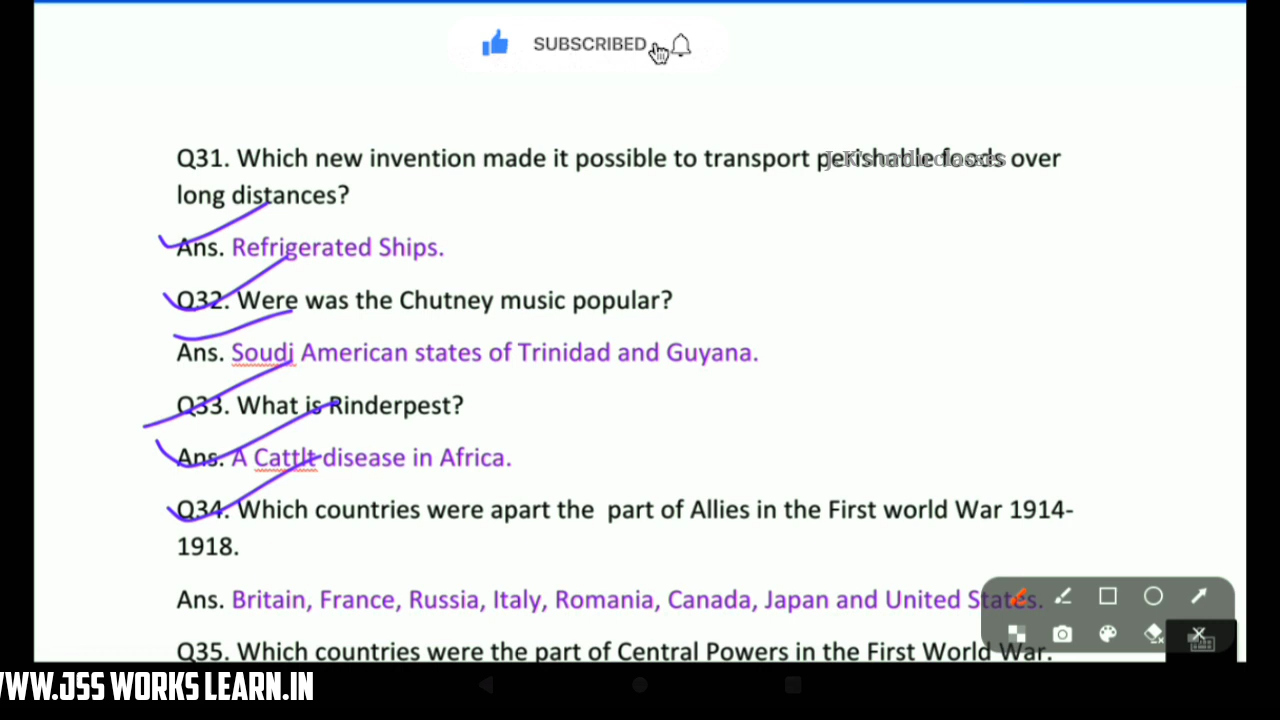 SUBSCRIBED
Q31. Which new invention made it possible to transport perishable foods over
long distances?
Ans. Refrigerated Ships.
Q32. Were was the Chutney music popular?
Ans. Soudi American states of Trinidad and Guyana.
Q33. What is Rinderpest?
Ans. A Cattlt disease in Africa.
Q34. Which countries were apart the part of Allies in the First world War 1914-
1918.
Ans. Britain, France, Russia, Italy, Romania, Canada, Japan and United States.
Q35. Which countries were the part of Central Powers in the First World War.
WWW.JSS WORKS LEARN.IN